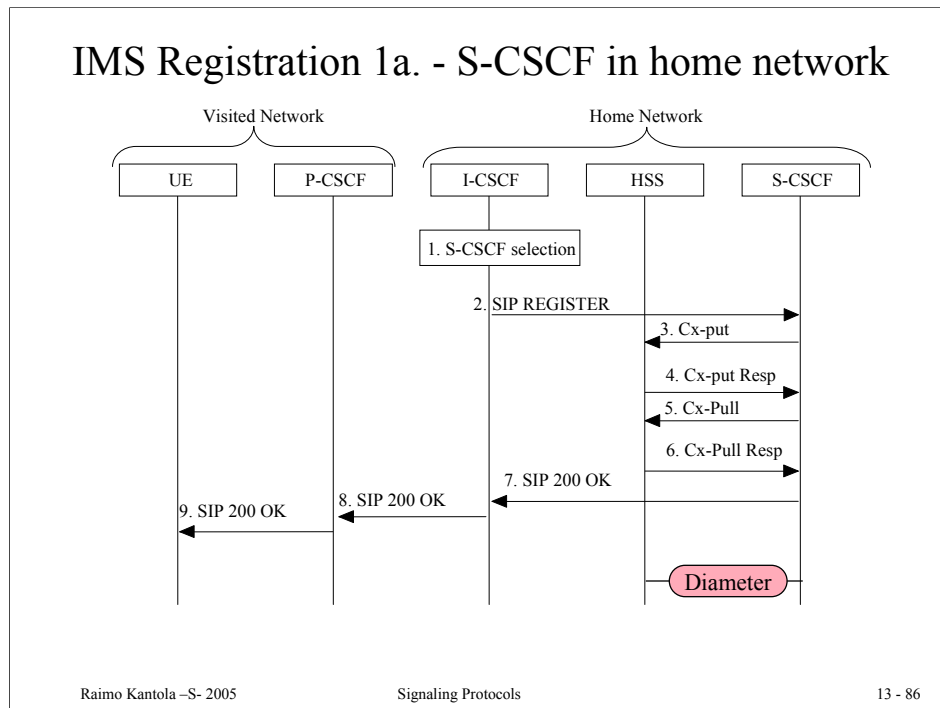 IMS Registration 1a. - S-CSCF in home network
Visited Network
Home Network
UE
P-CSCF
I-CSCF
HSS
S-CSCF
1. S-CSCF selection
2. SIP REGISTER
3. Cx-put
4. Cx-put Resp
5. Cx-Pull
6. Cx-Pull Resp
7. SIP 200 OK
8. SIP 200 OK
9. SIP 200 OK
Diameter
Raimo Kantola –S- 2005
Signaling Protocols
13 - 86